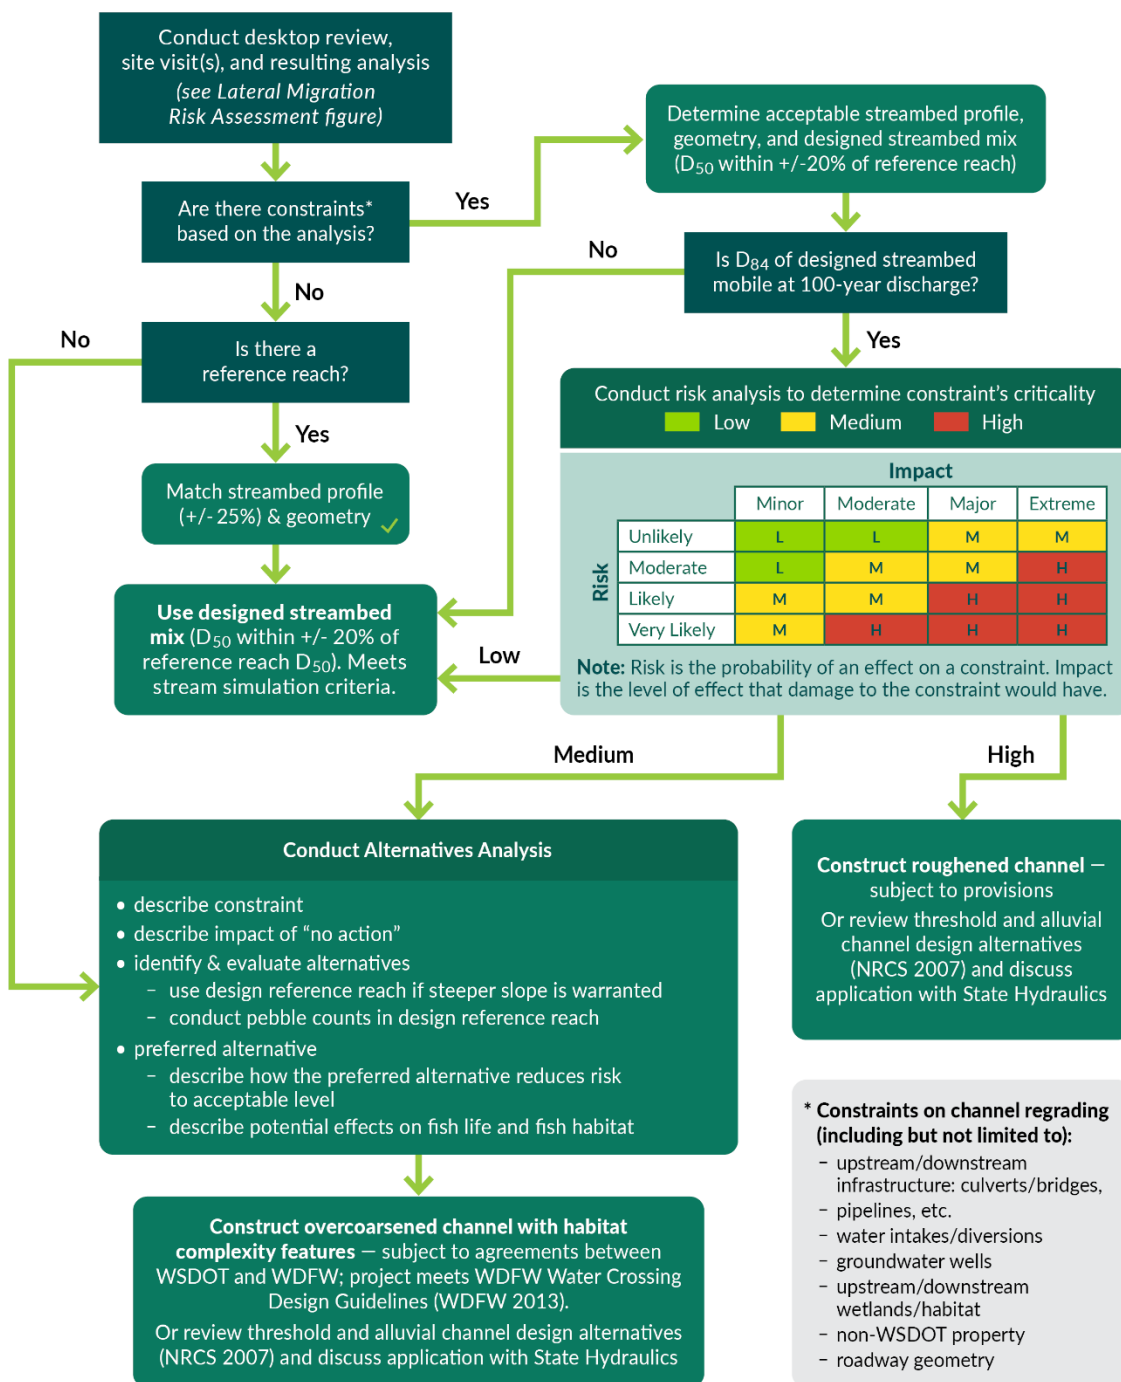 Conduct desktop review,
site visit(s), and resulting analysis
(see Lateral Migration
Risk Assessment figure)
Determine acceptable streambed profile,
geometry, and designed streambed mix
(D50 within +/-20% of reference reach)
Are there constraints*
based on the analysis?
Yes
No
Is D84 of designed streambed
mobile at 100-year discharge?
No
Yes
No
Is there a
reference reach?
Yes
Match streambed profile
(+/- 25%) & geometry
Use designed streambed
mix (D50 within +/- 20% of
reference reach D50). Meets
stream simulation criteria.
Conduct risk analysis to determine constraint's criticality
Low Medium High
Impact
Minor Moderate Major Extreme
Risk
Unlikely L L M M
Moderate L M M H
Likely M M H H
Very Likely M H H H
Note: Risk is the probability of an effect on a constraint. Impact
is the level of effect that damage to the constraint would have.
Low
Medium
High
Conduct Alternatives Analysis
• describe constraint
• describe impact of “no action”
• identify & evaluate alternatives
– use design reference reach if steeper slope is warranted
– conduct pebble counts in design reference reach
• preferred alternative
– describe how the preferred alternative reduces risk
to acceptable level
– describe potential effects on fish life and fish habitat
Construct roughened channel —
subject to provisions
Or review threshold and alluvial
channel design alternatives
(NRCS 2007) and discuss
application with State Hydraulics
Construct overcoarsened channel with habitat
complexity features — subject to agreements between
WSDOT and WDFW; project meets WDFW Water Crossing
Design Guidelines (WDFW 2013).
Or review threshold and alluvial channel design alternatives
(NRCS 2007) and discuss application with State Hydraulics
* Constraints on channel regrading
(including but not limited to):
– upstream/downstream
infrastructure: culverts/bridges,
– pipelines, etc.
– water intakes/diversions
– groundwater wells
– upstream/downstream
wetlands/habitat
– non-WSDOT property
– roadway geometry